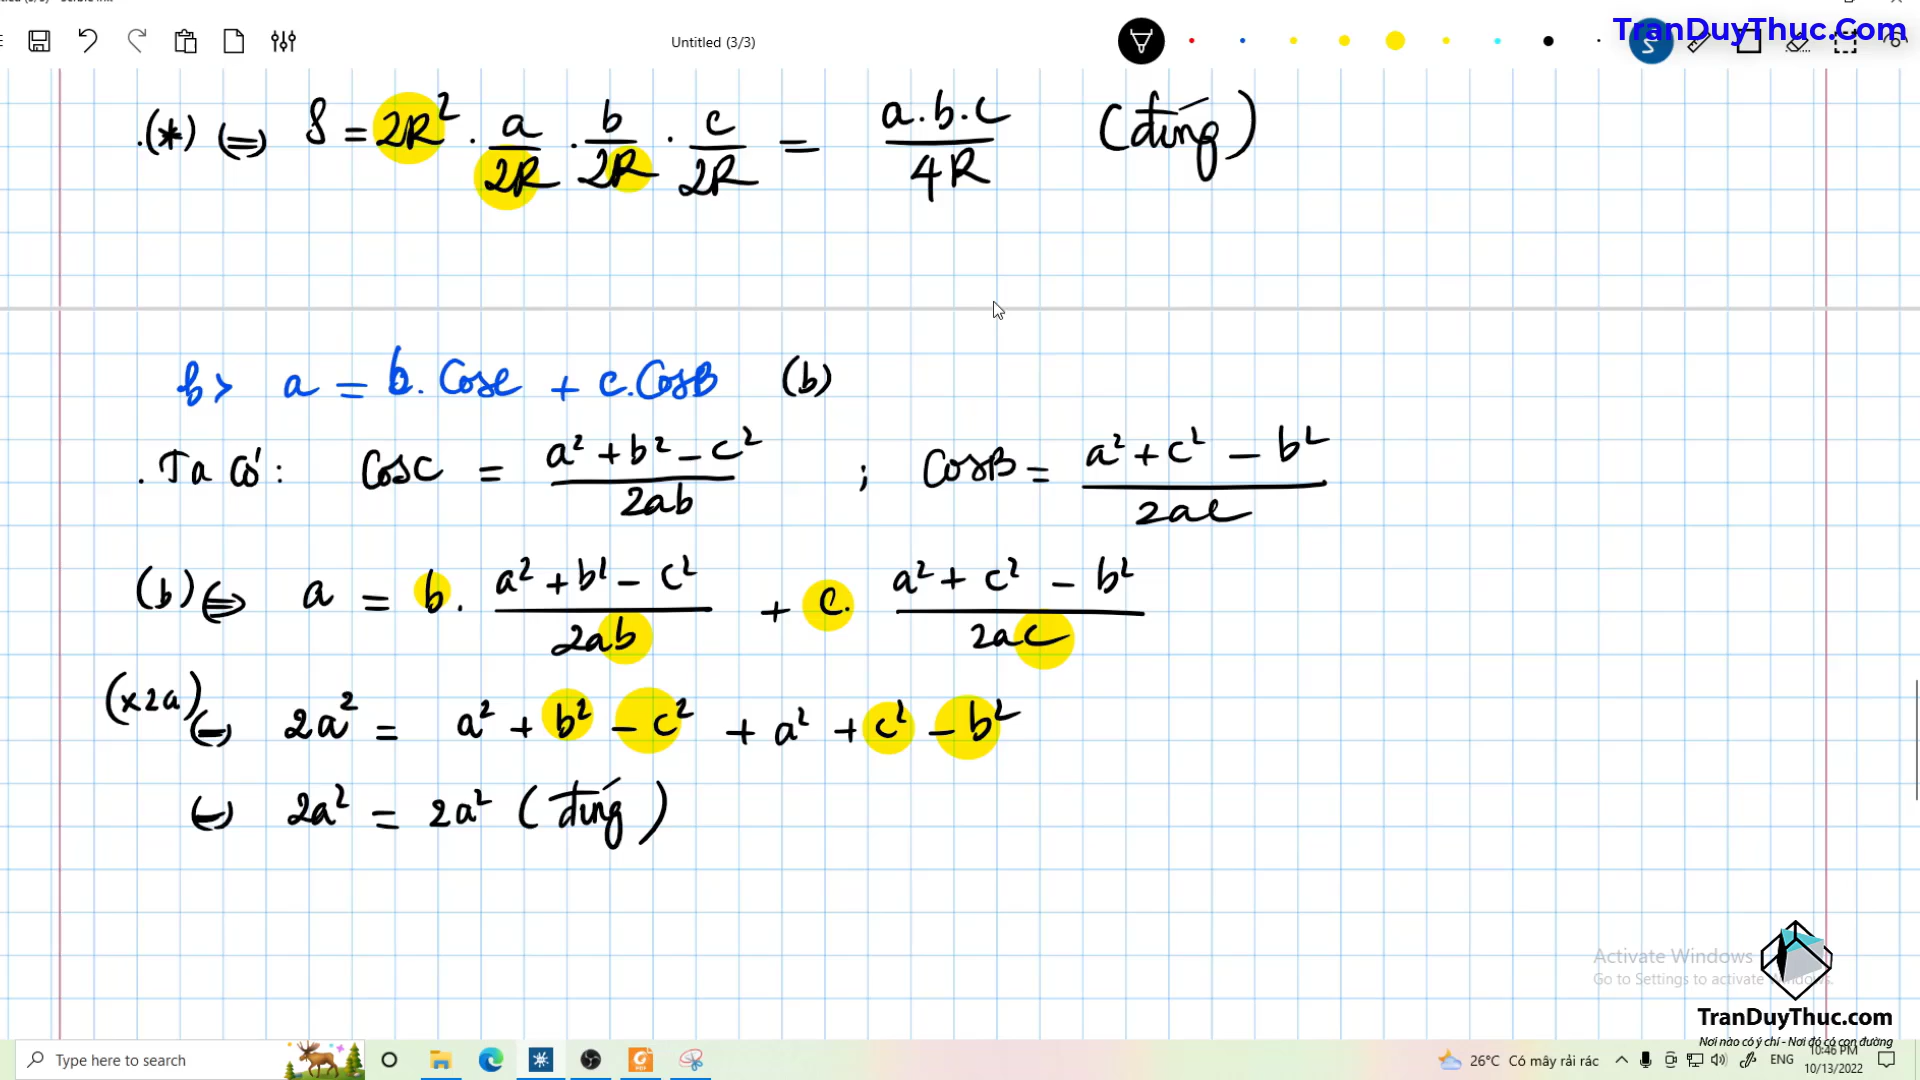 Untitled (3/3)
TranDuyThuc.Com
.(*) ⇔ S = 2R² . a/2R . b/2R . c/2R = a.b.c/4R (đúng)
b> a = b.CosC + c.CosB (b)
. Ta có: CosC = (a² + b² - c²)/2ab ; CosB = (a² + c² - b²)/2ac
(b) ⇔ a = b. (a² + b² - c²)/2ab + c. (a² + c² - b²)/2ac
(x2a) ⇔ 2a² = a² + b² - c² + a² + c² - b²
⇔ 2a² = 2a² (đúng)
Activate Windows
Go to Settings to activate Windows.
TranDuyThuc.com
Nơi nào có ý chí - Nơi đó có con đường
Type here to search
26°C Có mây rải rác
ENG
10:46 PM
10/13/2022